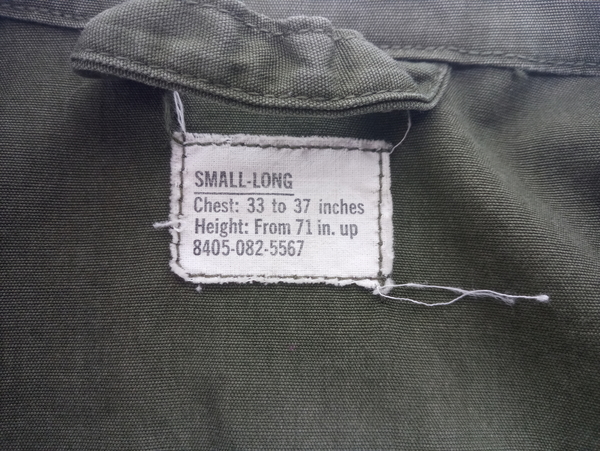 SMALL-LONG
Chest: 33 to 37 inches
Height: From 71 in. up
8405-082-5567